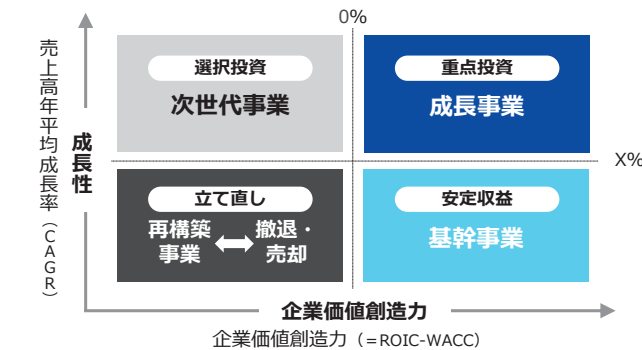 0%
選択投資
次世代事業
重点投資
成長事業
X%
売上高年平均成長率（CAGR）
成長性
立て直し
再構築
事業
撤退・
売却
安定収益
基幹事業
企業価値創造力
企業価値創造力（=ROIC-WACC）